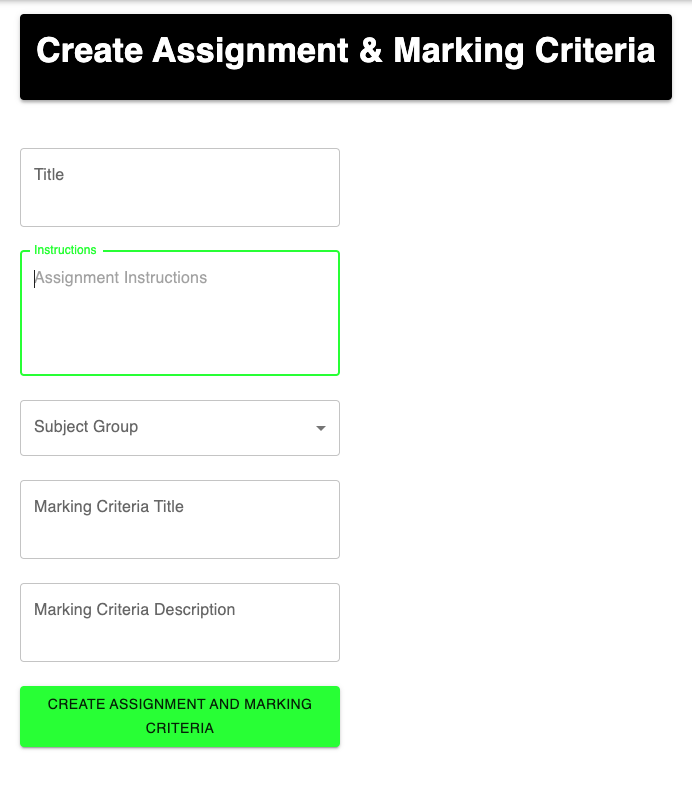 Create Assignment & Marking Criteria
Title
Instructions
Assignment Instructions
Subject Group
Marking Criteria Title
Marking Criteria Description
CREATE ASSIGNMENT AND MARKING
CRITERIA